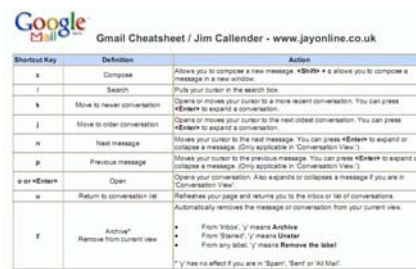 Google
Mail
Gmail Cheatsheet / Jim Callender - www.jayonline.co.uk
Shortcut Key Definition Action
c Compose Allows you to compose a new message. <Shift> + c allows you to compose a
message in a new window.
/ Search Puts your cursor in the search box.
k Move to newer conversation Opens or moves your cursor to a more recent conversation. You can press
<Enter> to expand a conversation.
j Move to older conversation Opens or moves your cursor to the next oldest conversation. You can press
<Enter> to expand a conversation.
n Next message Moves your cursor to the next message. You can press <Enter> to expand or
collapse a message. (Only applicable in 'Conversation View.')
p Previous message Moves your cursor to the previous message. You can press <Enter> to expand o
collapse a message. (Only applicable in 'Conversation View.')
o or <Enter> Open Opens your conversation. Also expands or collapses a message if you are in
'Conversation View'.
u Return to conversation list Refreshes your page and returns you to the inbox or list of conversations.
y Archive*
Remove from current view
Automatically removes the message or conversation from your current view.
• From 'Inbox', 'y' means Archive
• From 'Starred', 'y' means Unstar
• From any label, 'y' means Remove the label
* 'y' has no effect if you are in 'Spam', 'Sent' or 'All Mail'.